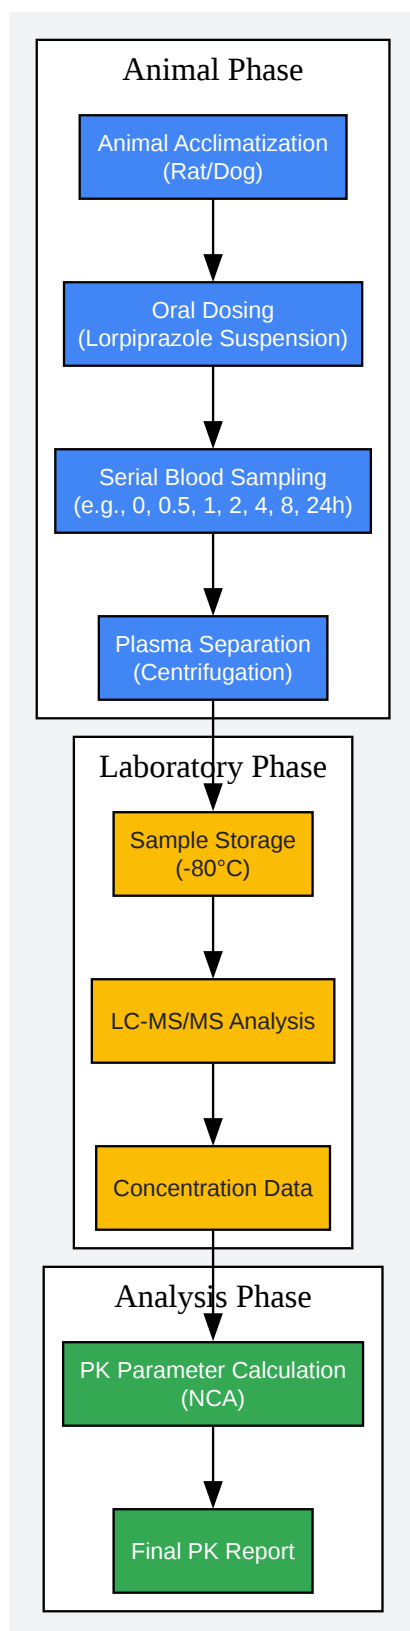 Animal Phase
Animal Acclimatization
(Rat/Dog)
Oral Dosing
(Lorpiprazole Suspension)
Serial Blood Sampling
(e.g., 0, 0.5, 1, 2, 4, 8, 24h)
Plasma Separation
(Centrifugation)
Laboratory Phase
Sample Storage
(-80°C)
LC-MS/MS Analysis
Concentration Data
Analysis Phase
PK Parameter Calculation
(NCA)
Final PK Report